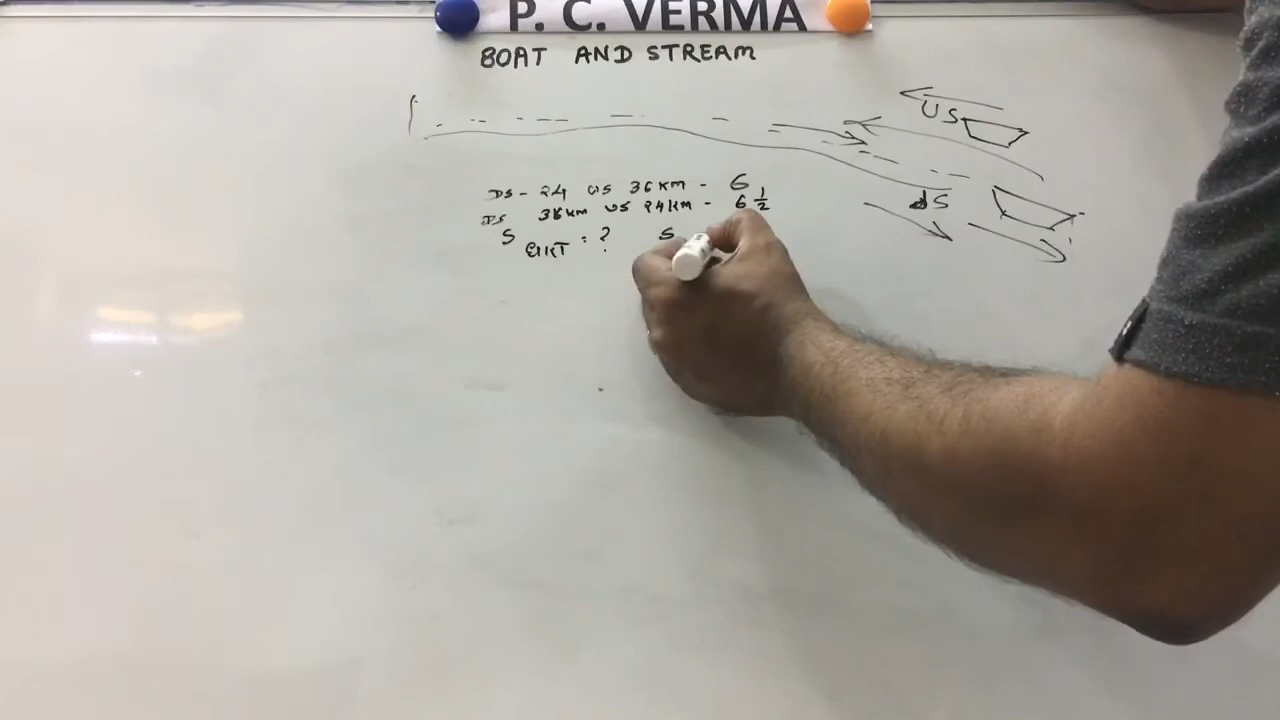 P. C. VERMA
BOAT AND STREAM
US
DS - 24 US 36 KM - 6
DS 36 KM US 24 KM - 6 1/2
dS
S = ? S